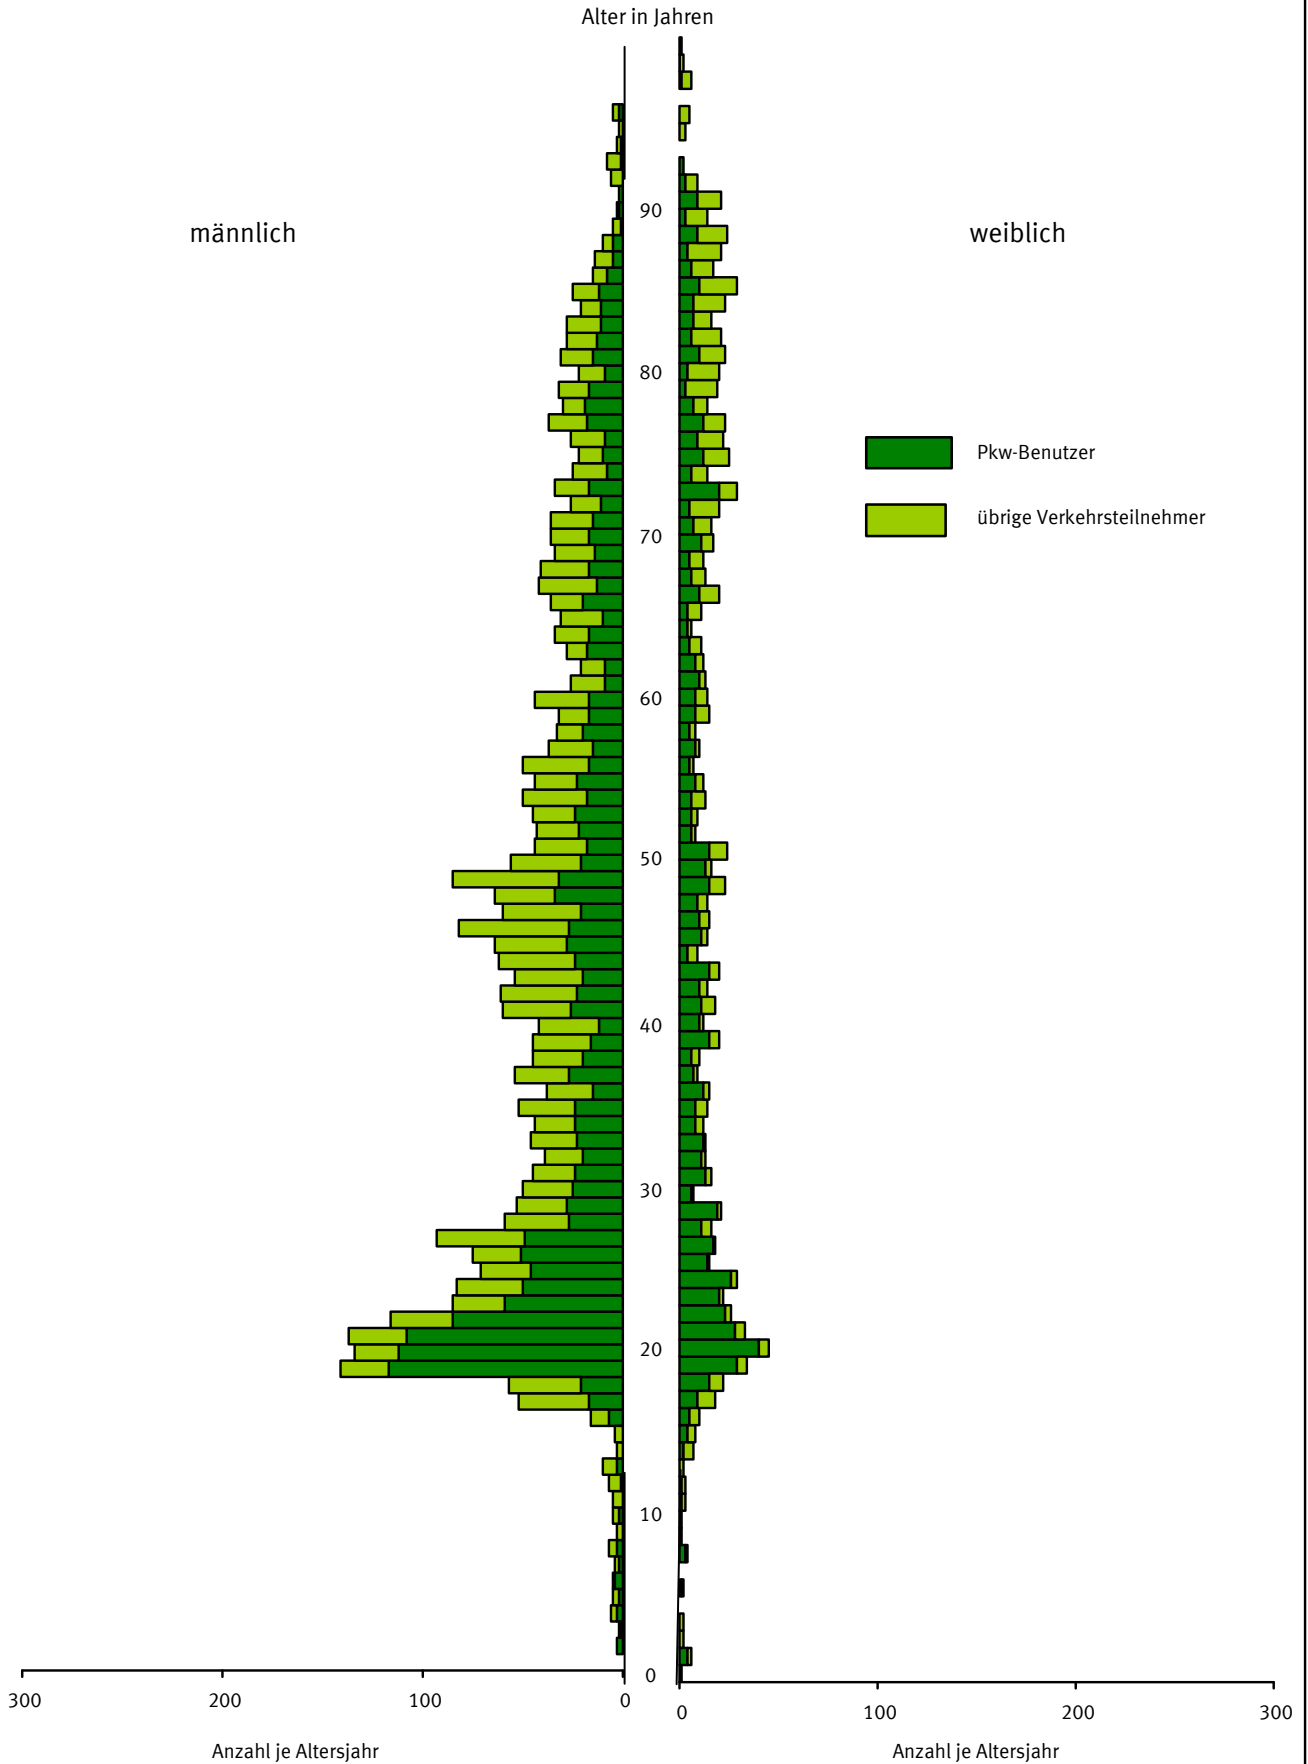 Alter in Jahren
90
männlich
weiblich
80
Pkw-Benutzer
übrige Verkehrsteilnehmer
70
60
50
40
30
20
10
0
300 200 100 0
0 100 200 300
Anzahl je Altersjahr
Anzahl je Altersjahr